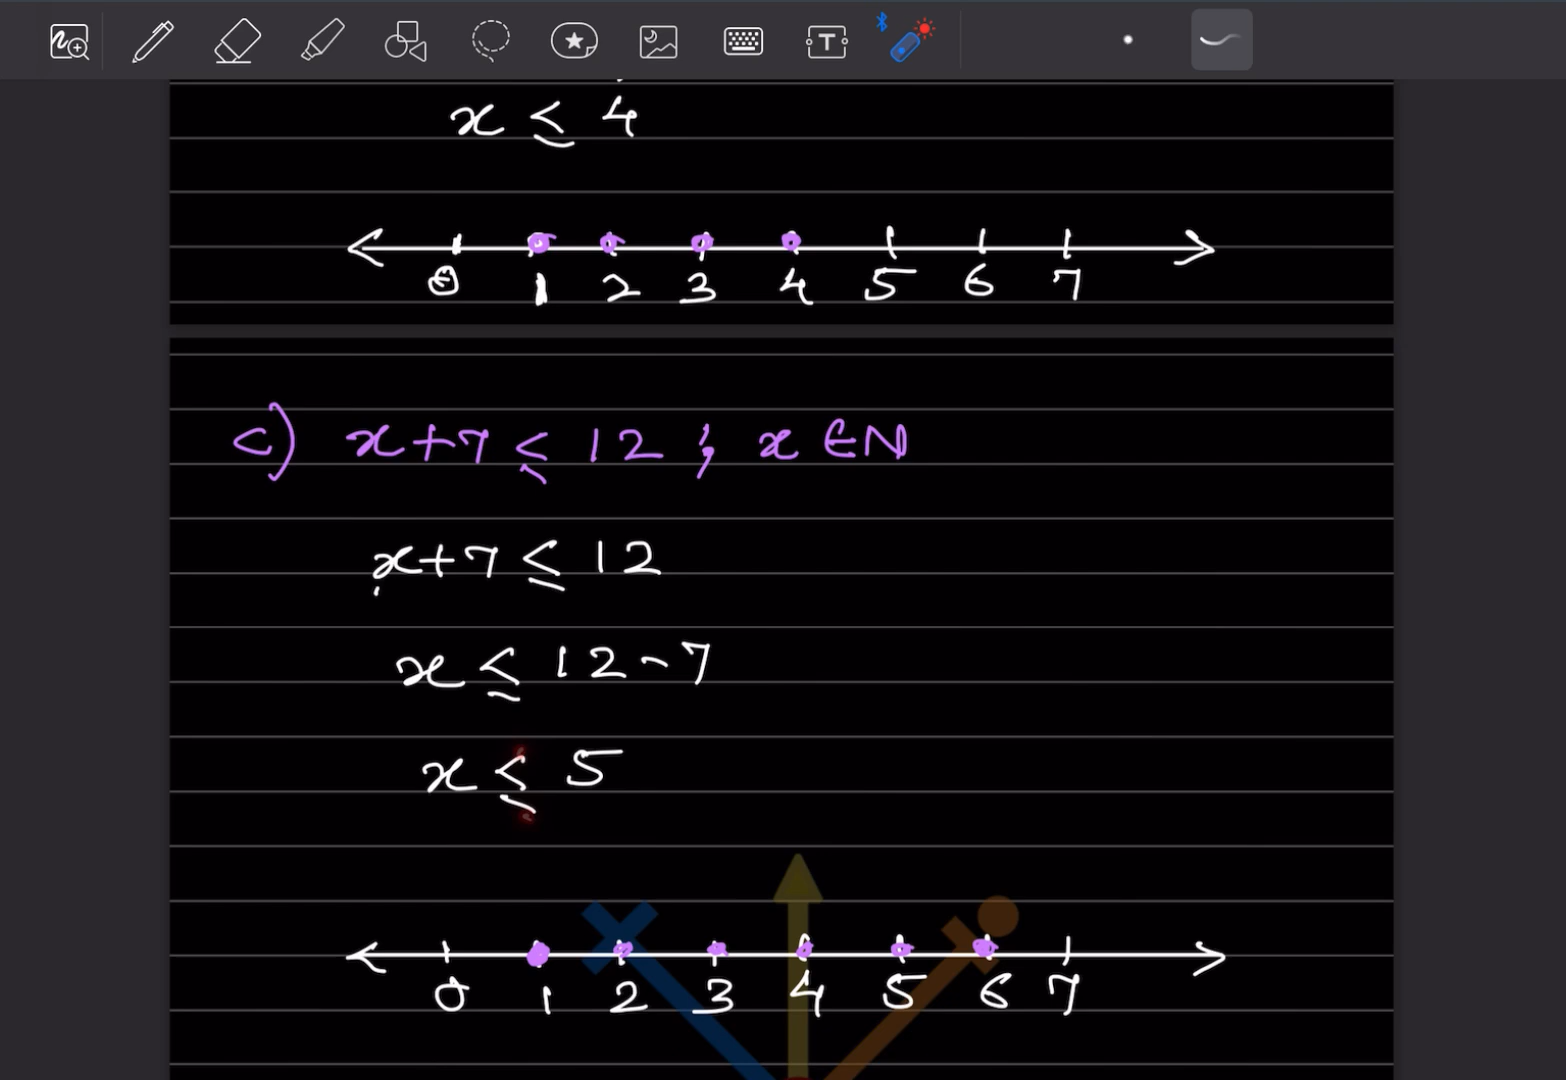 x ≤ 4
0 1 2 3 4 5 6 7
c) x+7 ≤ 12 ; x ∈ N
x+7 ≤ 12
x ≤ 12-7
x ≤ 5
0 1 2 3 4 5 6 7